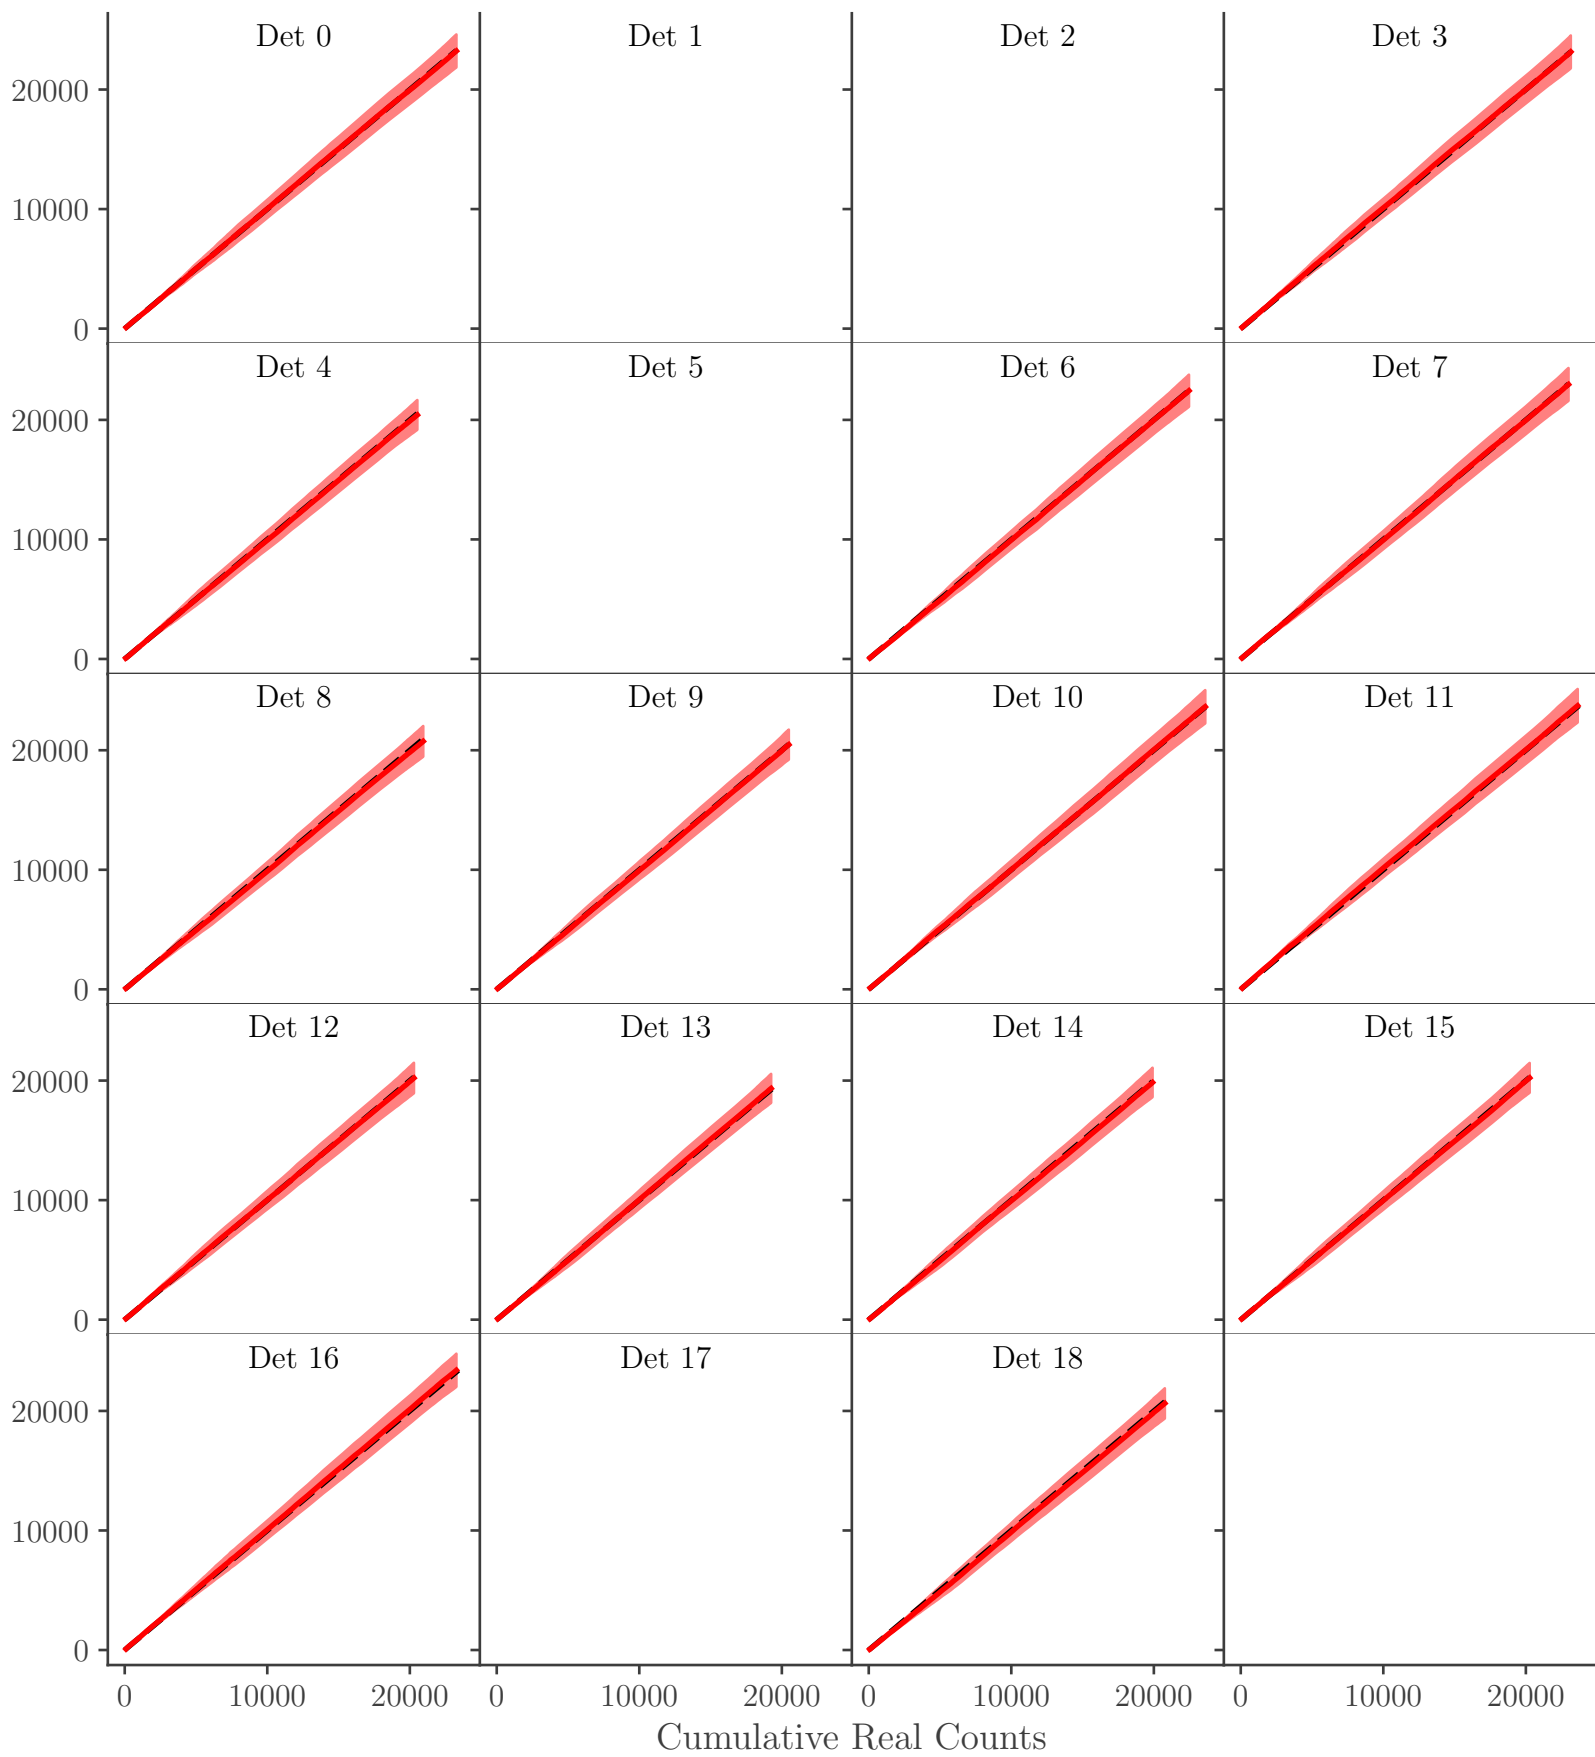 Det 0 Det 1 Det 2 Det 3
20000
10000
0
Det 4 Det 5 Det 6 Det 7
20000
10000
0
Det 8 Det 9 Det 10 Det 11
20000
10000
0
Det 12 Det 13 Det 14 Det 15
20000
10000
0
Det 16 Det 17 Det 18
20000
10000
0
0 10000 20000 0 10000 20000 0 10000 20000 0 10000 20000
Cumulative Real Counts